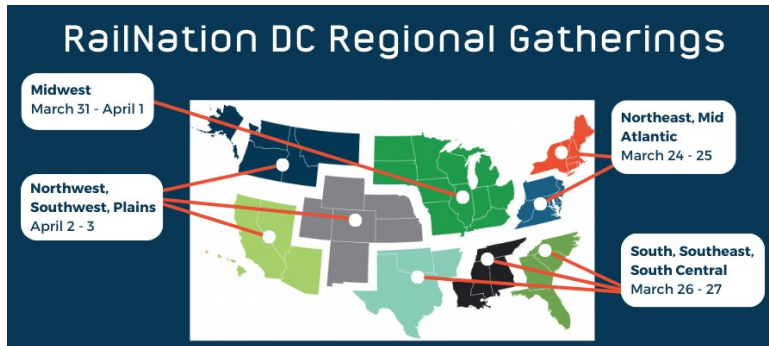 RailNation DC Regional Gatherings
Midwest
March 31 - April 1
Northeast, Mid
Atlantic
March 24 - 25
Northwest,
Southwest, Plains
April 2 - 3
South, Southeast,
South Central
March 26 - 27